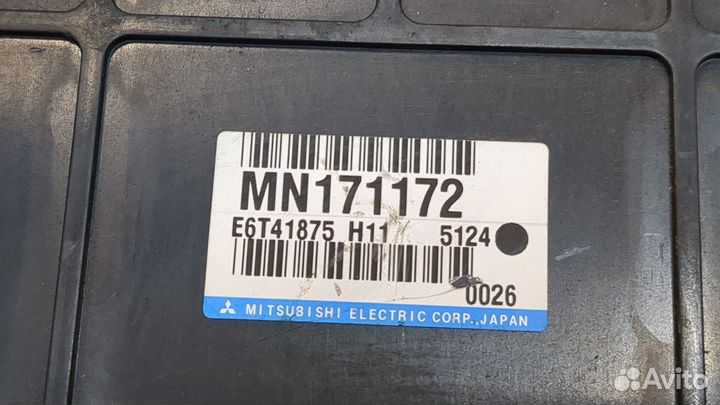 MN171172
E6T41875 H11 5124
0026
MITSUBISHI ELECTRIC CORP.,JAPAN
Avito